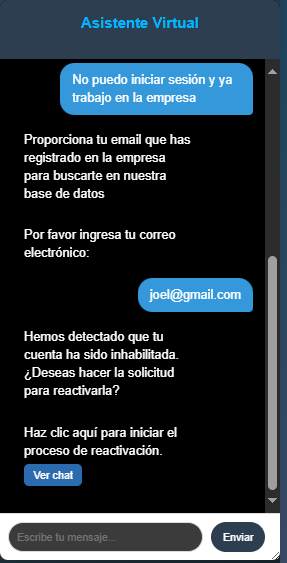 Asistente Virtual
No puedo iniciar sesión y ya
trabajo en la empresa
Proporciona tu email que has
registrado en la empresa
para buscarte en nuestra
base de datos
Por favor ingresa tu correo
electrónico:
joel@gmail.com
Hemos detectado que tu
cuenta ha sido inhabilitada.
¿Deseas hacer la solicitud
para reactivarla?
Haz clic aquí para iniciar el
proceso de reactivación.
Ver chat
Escribe tu mensaje...
Enviar